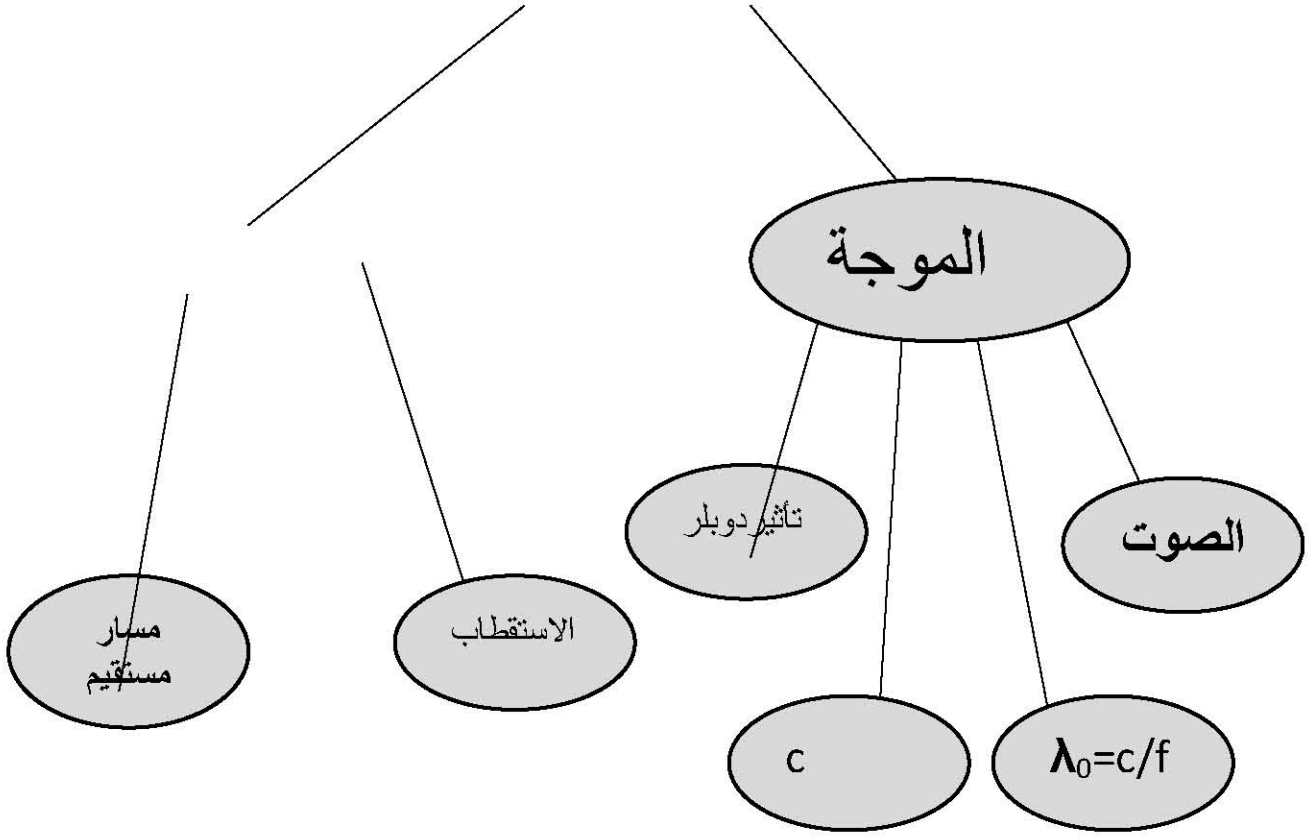 الموجة
الصوت
تأثير دوبلر
الاستقطاب
مسار
مستقيم
λ₀=c/f
c